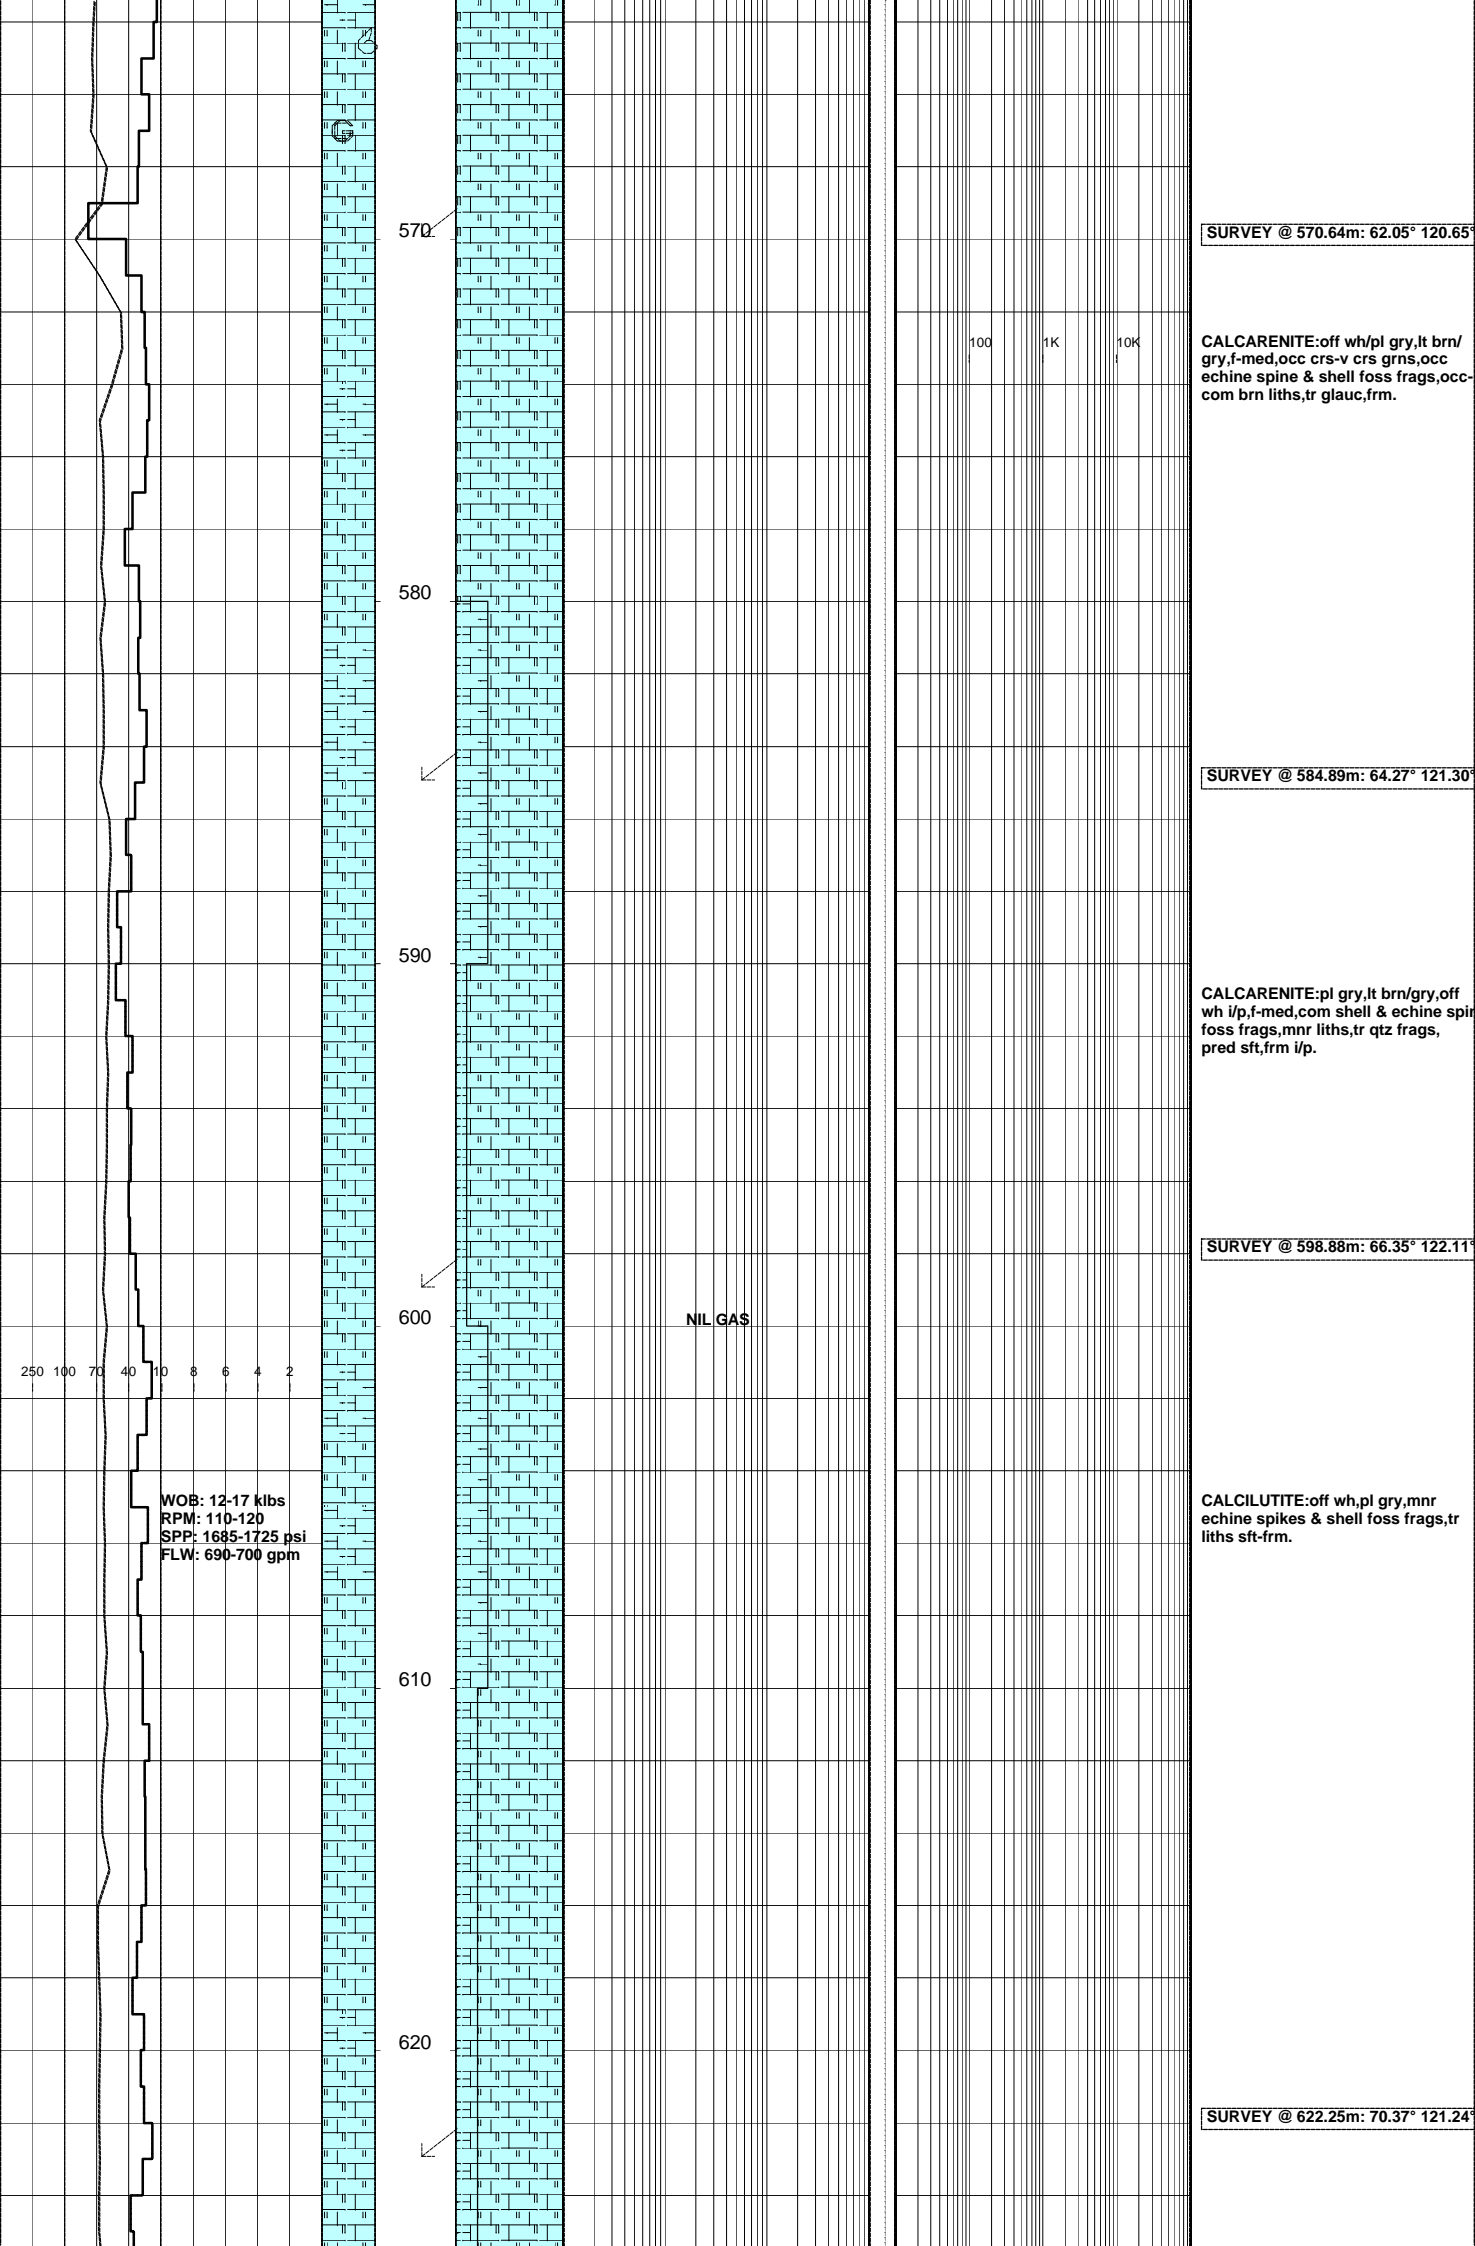 G
570
SURVEY @ 570.64m: 62.05° 120.65°
100 1K 10K
CALCARENITE:off wh/pl gry,lt brn/
gry,f-med,occ crs-v crs grns,occ
echine spine & shell foss frags,occ-
com brn liths,tr glauc,frm.
580
SURVEY @ 584.89m: 64.27° 121.30°
590
CALCARENITE:pl gry,lt brn/gry,off
wh i/p,f-med,com shell & echine spin
foss frags,mnr liths,tr qtz frags,
pred sft,frm i/p.
SURVEY @ 598.88m: 66.35° 122.11°
600
NIL GAS
250 100 70 40 10 8 6 4 2
WOB: 12-17 klbs
RPM: 110-120
SPP: 1685-1725 psi
FLW: 690-700 gpm
CALCILUTITE:off wh,pl gry,mnr
echine spikes & shell foss frags,tr
liths sft-frm.
610
620
SURVEY @ 622.25m: 70.37° 121.24°